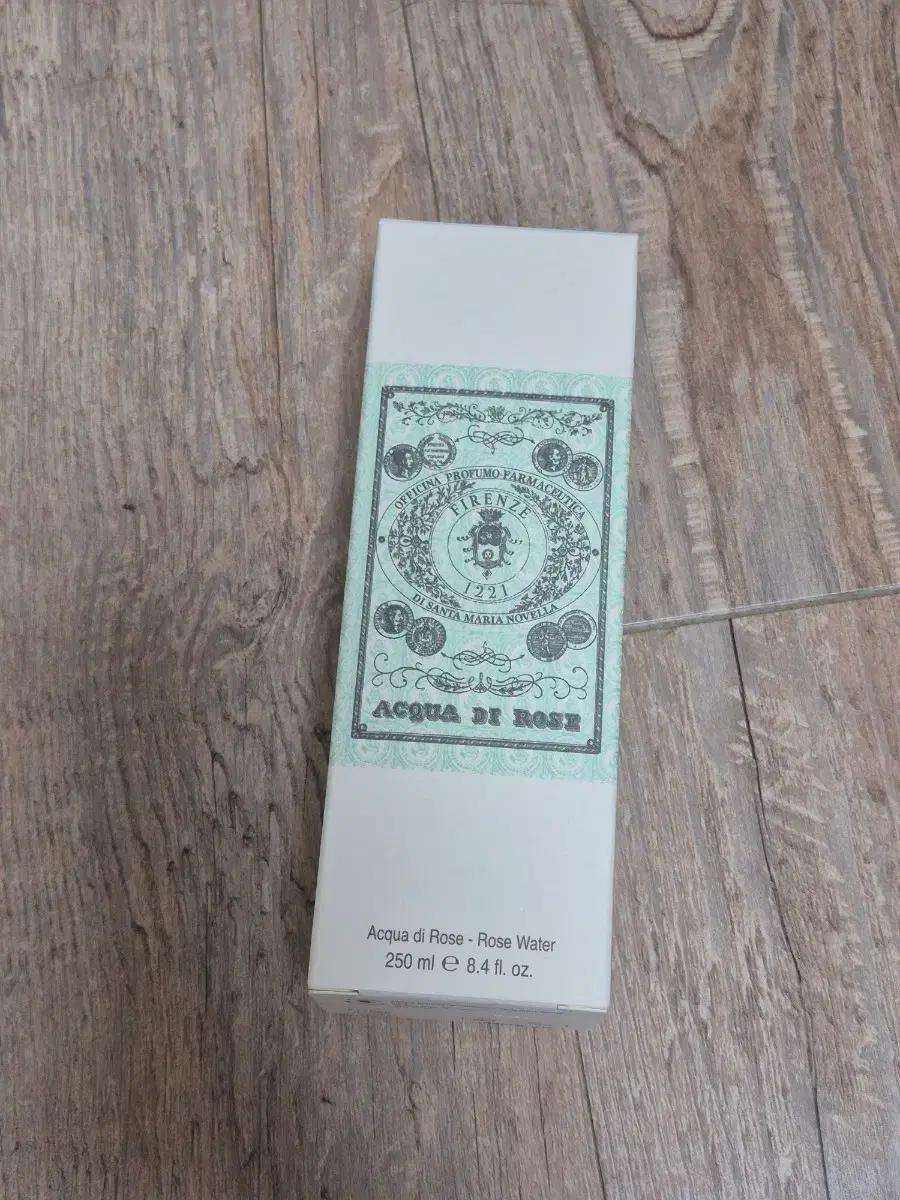 OFFICINA PROFUMO-FARMACEUTICA
FIRENZE
1221
DI SANTA MARIA NOVELLA
ACQUA DI ROSE
Acqua di Rose - Rose Water
250 ml ℮ 8.4 fl. oz.